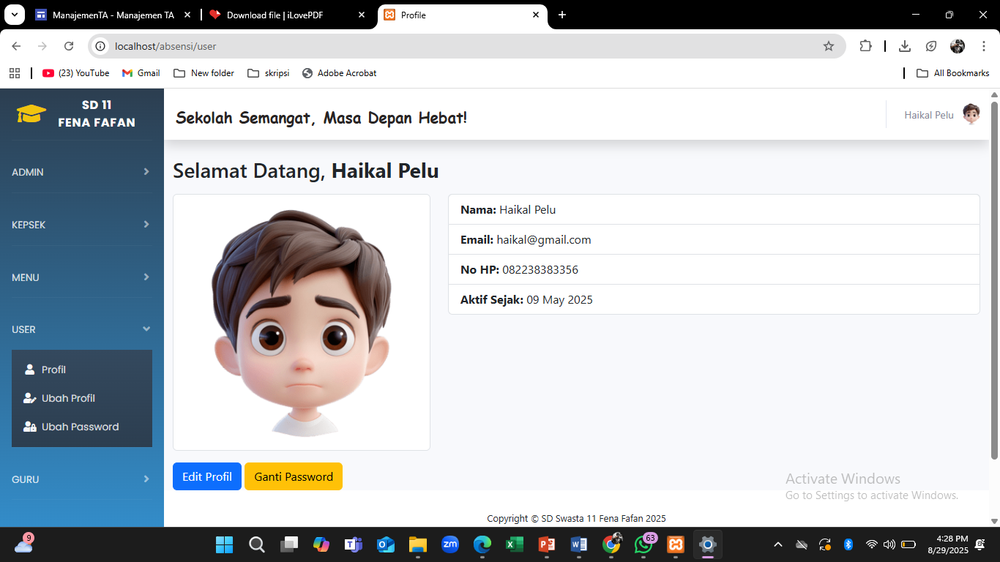 ManajemenTA - Manajemen TA
Download file | iLovePDF
Profile
localhost/absensi/user
(23) YouTube
Gmail
New folder
skripsi
Adobe Acrobat
All Bookmarks
SD 11
FENA FAFAN
Sekolah Semangat, Masa Depan Hebat!
Haikal Pelu
ADMIN
KEPSEK
MENU
USER
Profil
Ubah Profil
Ubah Password
GURU
Selamat Datang, Haikal Pelu
Nama: Haikal Pelu
Email: haikal@gmail.com
No HP: 082238383356
Aktif Sejak: 09 May 2025
Edit Profil
Ganti Password
Activate Windows
Go to Settings to activate Windows.
Copyright © SD Swasta 11 Fena Fafan 2025
9
zm
63
4:28 PM
8/29/2025